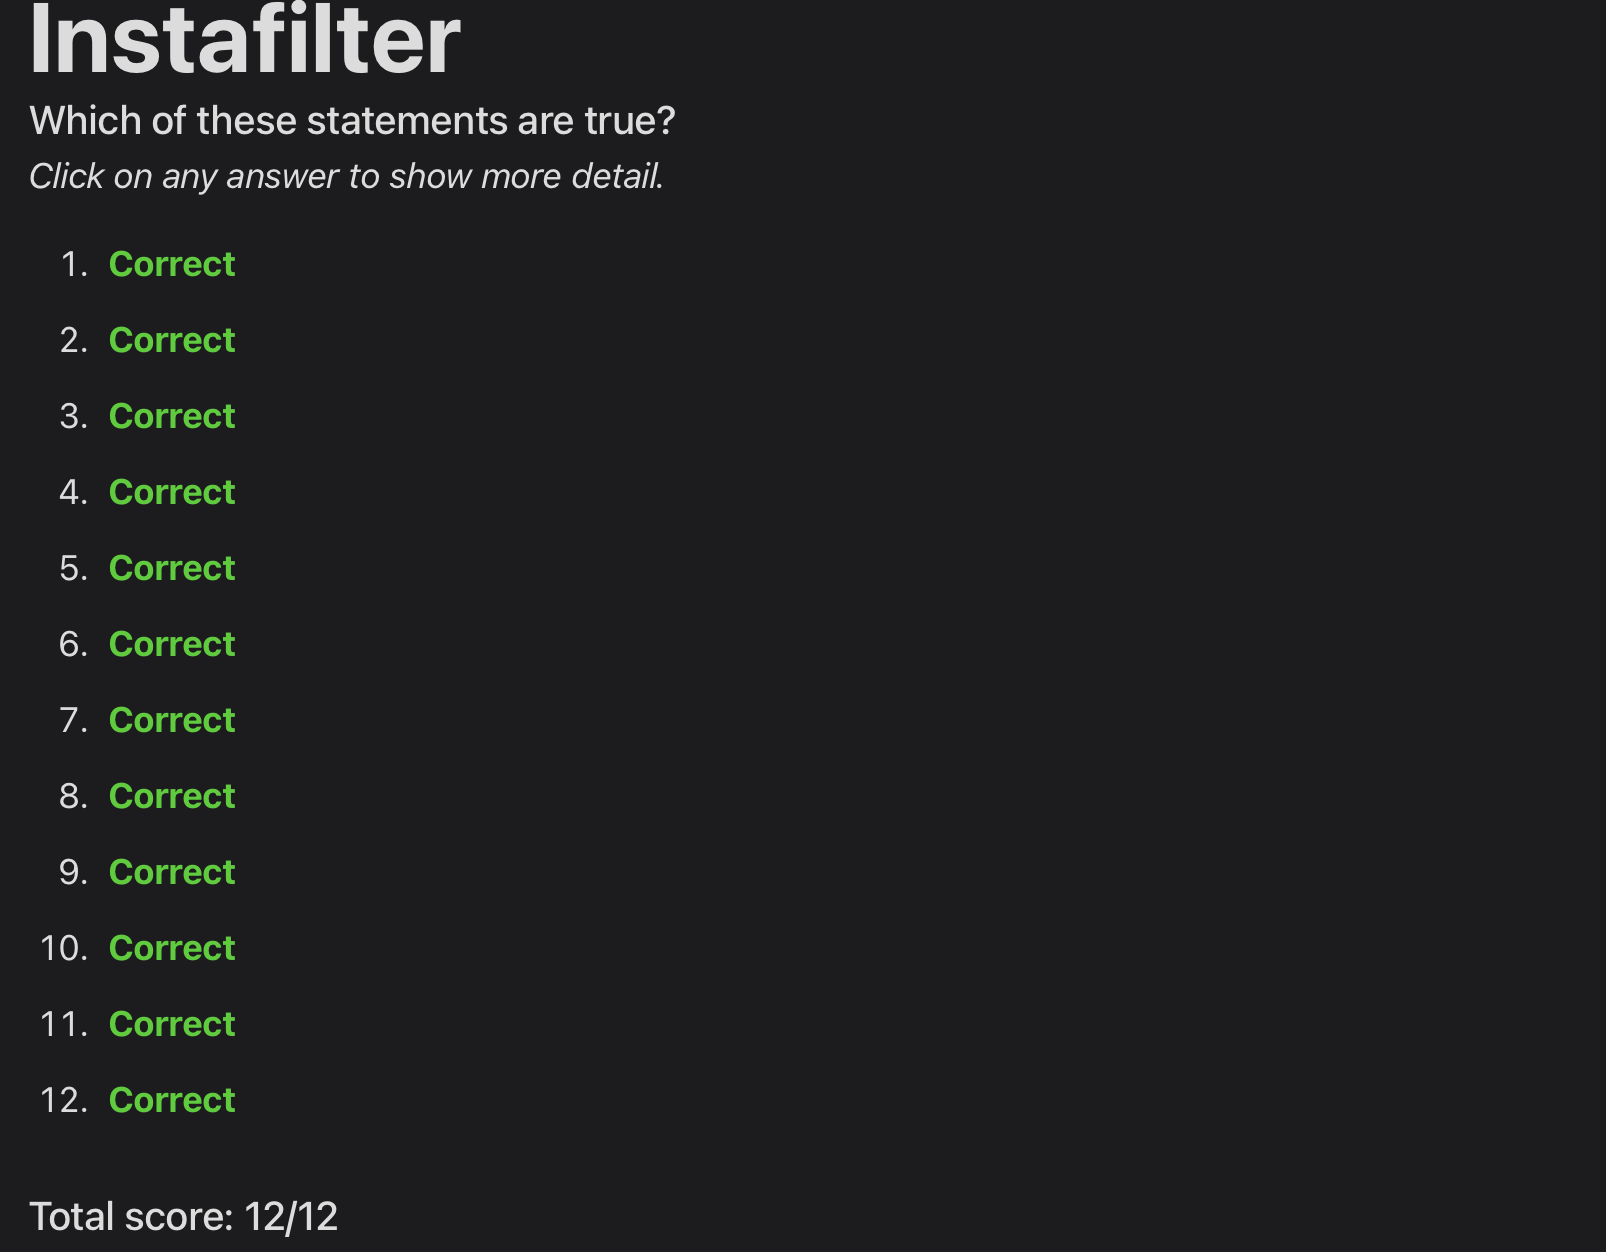 Instafilter
Which of these statements are true?
Click on any answer to show more detail.
1. Correct
2. Correct
3. Correct
4. Correct
5. Correct
6. Correct
7. Correct
8. Correct
9. Correct
10. Correct
11. Correct
12. Correct
Total score: 12/12